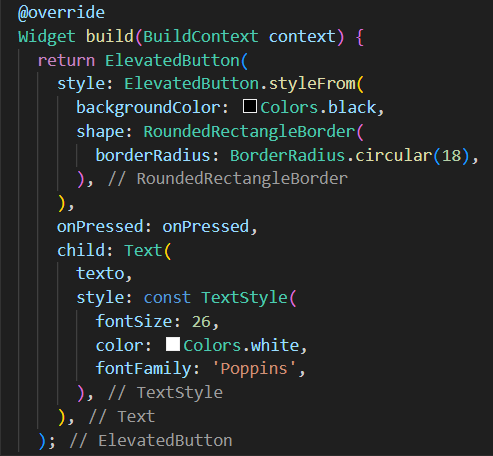 @override
Widget build(BuildContext context) {
return ElevatedButton(
style: ElevatedButton.styleFrom(
backgroundColor: Colors.black,
shape: RoundedRectangleBorder(
borderRadius: BorderRadius.circular(18),
), // RoundedRectangleBorder
),
onPressed: onPressed,
child: Text(
texto,
style: const TextStyle(
fontSize: 26,
color: Colors.white,
fontFamily: 'Poppins',
), // TextStyle
), // Text
); // ElevatedButton